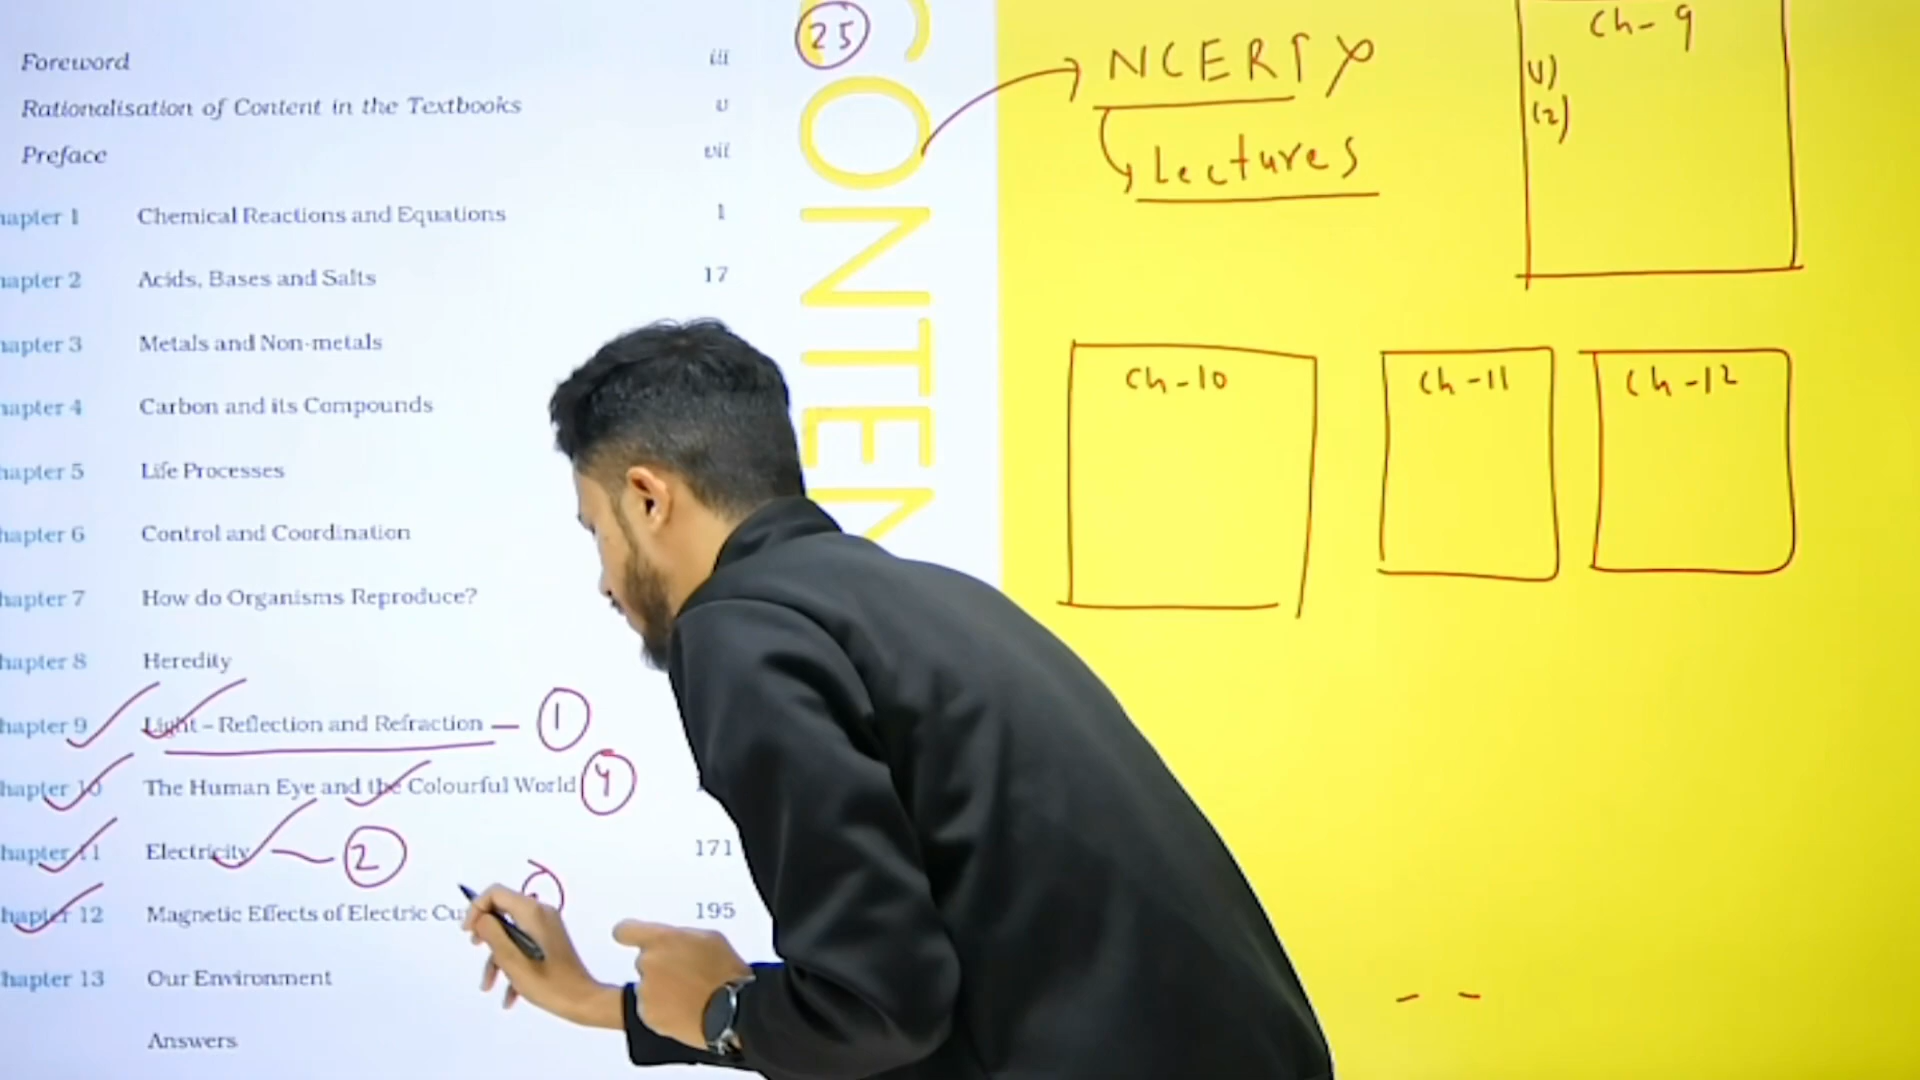 Foreword iii
Rationalisation of Content in the Textbooks v
Preface vii
hapter 1 Chemical Reactions and Equations 1
hapter 2 Acids, Bases and Salts 17
hapter 3 Metals and Non-metals
hapter 4 Carbon and its Compounds
hapter 5 Life Processes
hapter 6 Control and Coordination
hapter 7 How do Organisms Reproduce?
hapter 8 Heredity
hapter 9 Light – Reflection and Refraction — 1
hapter 10 The Human Eye and the Colourful World 4
hapter 11 Electricity — 2 171
hapter 12 Magnetic Effects of Electric Cu 195
hapter 13 Our Environment
Answers
25
CONTEN
NCERT
Lectures
Ch-9
(2)
Ch-10
Ch-11
Ch-12